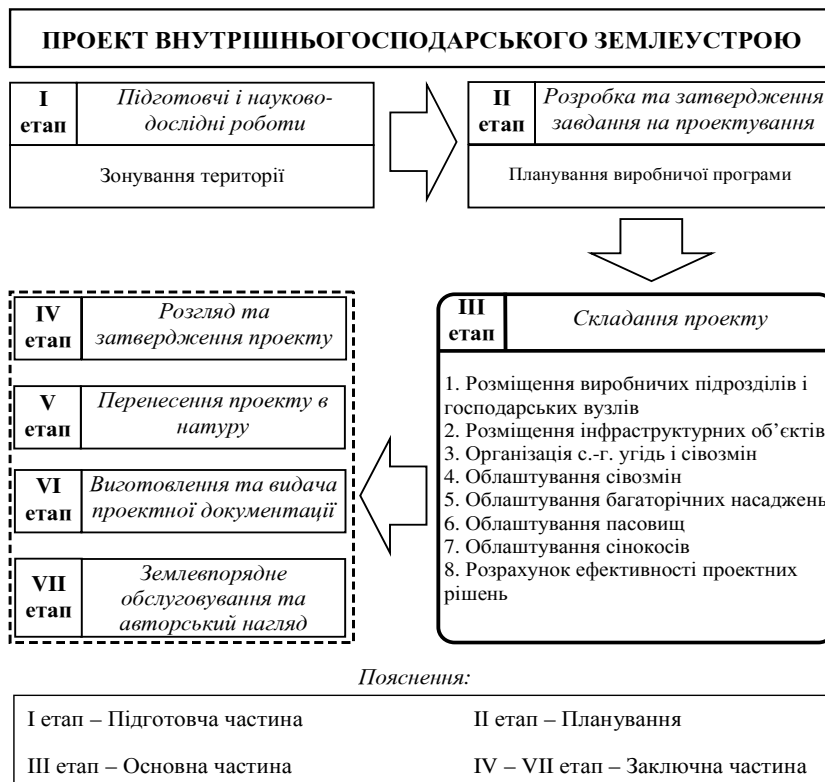 ПРОЕКТ ВНУТРІШНЬОГОСПОДАРСЬКОГО ЗЕМЛЕУСТРОЮ
I
етап
Підготовчі і науково-
дослідні роботи
Зонування території
II
етап
Розробка та затвердження
завдання на проектування
Планування виробничої програми
III
етап
Складання проекту
1. Розміщення виробничих підрозділів і
господарських вузлів
2. Розміщення інфраструктурних об’єктів
3. Організація с.-г. угідь і сівозмін
4. Облаштування сівозмін
5. Облаштування багаторічних насаджень
6. Облаштування пасовищ
7. Облаштування сінокосів
8. Розрахунок ефективності проектних
рішень
IV
етап
Розгляд та
затвердження проекту
V
етап
Перенесення проекту в
натуру
VI
етап
Виготовлення та видача
проектної документації
VII
етап
Землевпорядне
обслуговування та
авторський нагляд
Пояснення:
I етап – Підготовча частина
II етап – Планування
III етап – Основна частина
IV – VII етап – Заключна частина